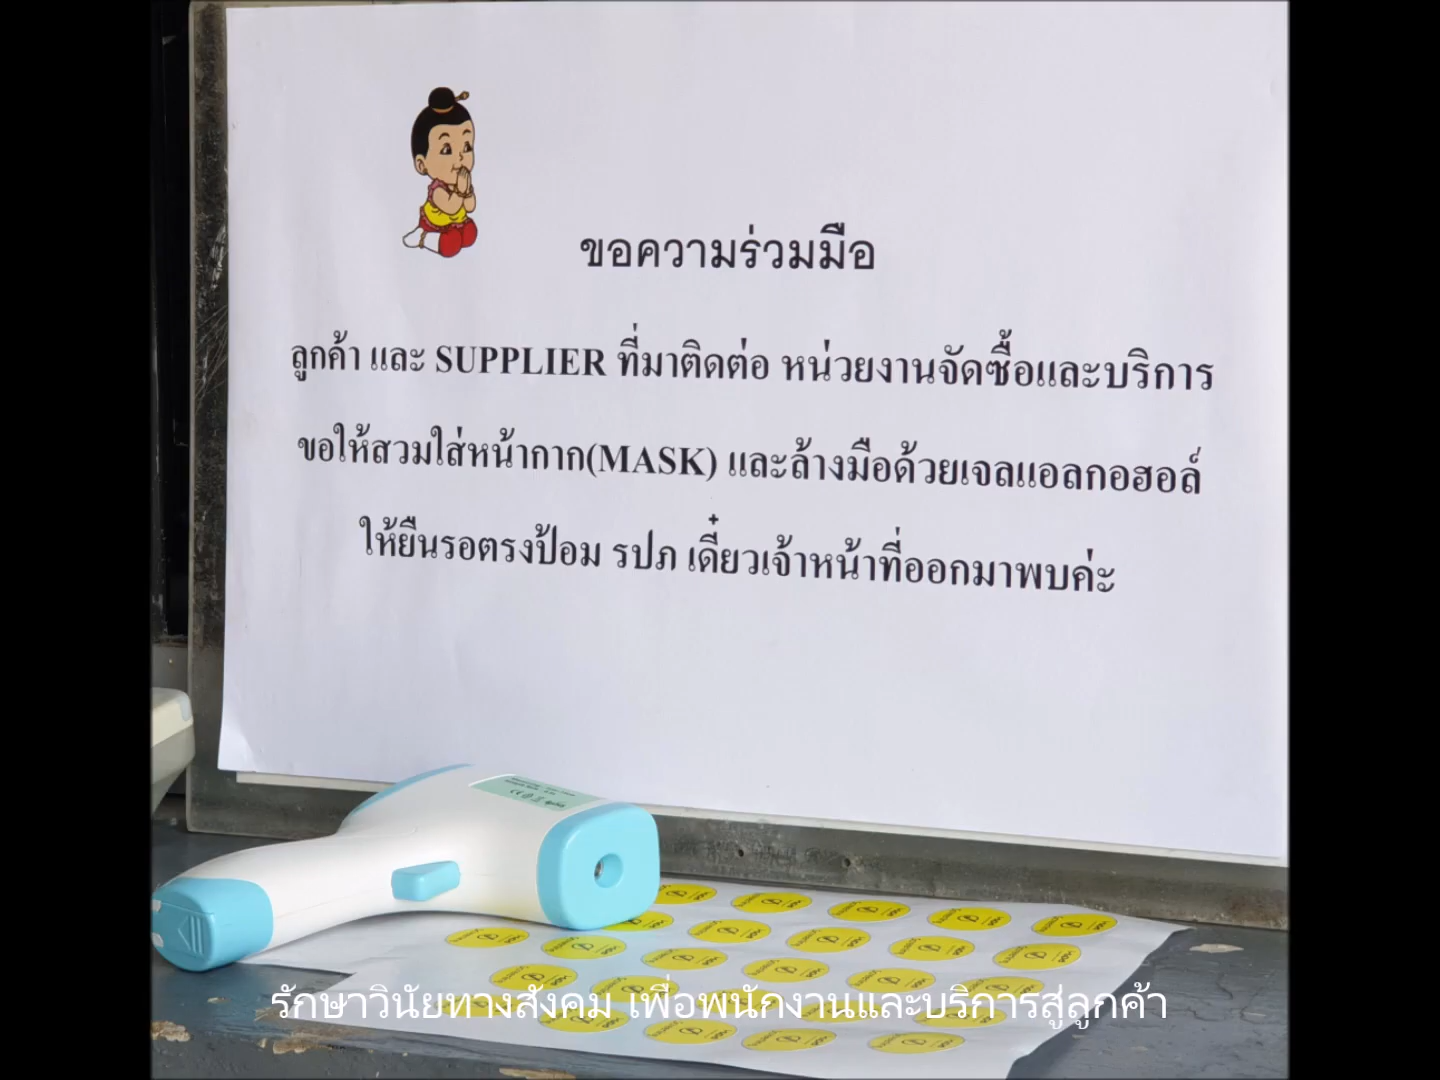 ขอความร่วมมือ
ลูกค้า และ SUPPLIER ที่มาติดต่อ หน่วยงานจัดซื้อและบริการ
ขอให้สวมใส่หน้ากาก(MASK) และล้างมือด้วยเจลแอลกอฮอล์
ให้ยืนรอตรงป้อม รปภ เดี๋ยวเจ้าหน้าที่ออกมาพบค่ะ
รักษาวินัยทางสังคม เพื่อพนักงานและบริการสู่ลูกค้า